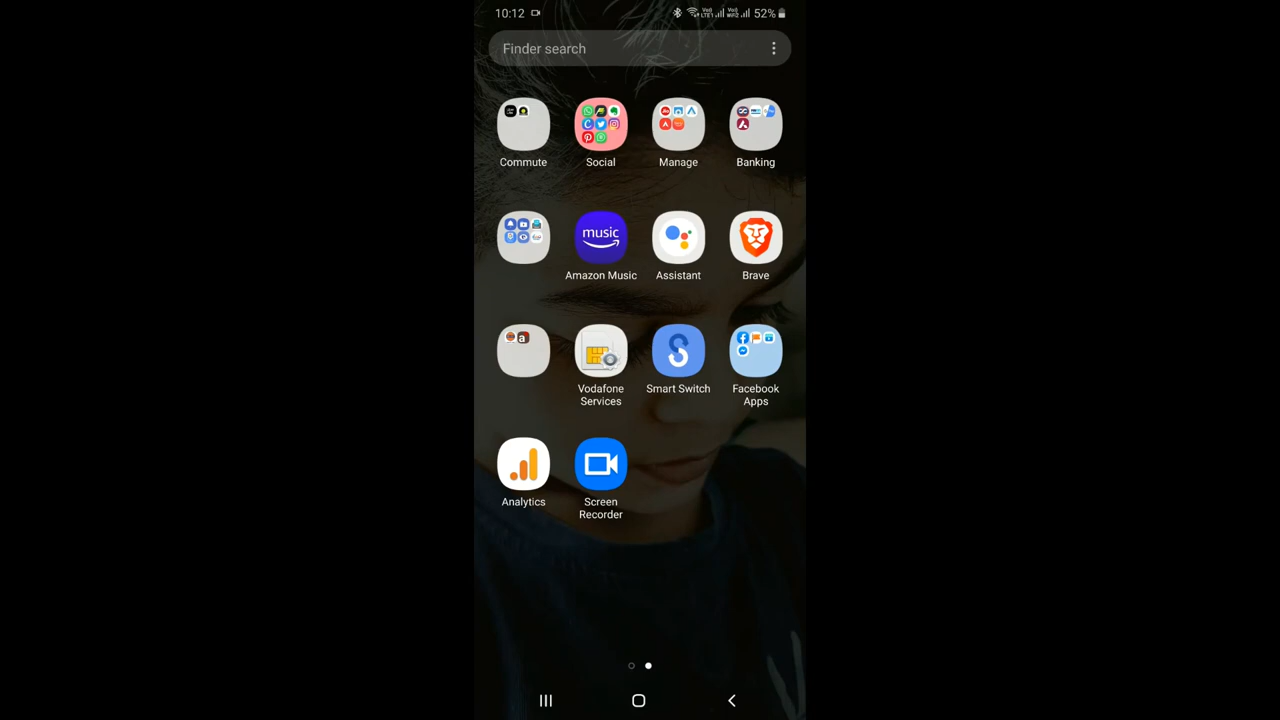 10:12
52%
Finder search
Commute
Social
Manage
Banking
music
Amazon Music
Assistant
Brave
a
Vodafone
Services
Smart Switch
Facebook
Apps
Analytics
Screen
Recorder